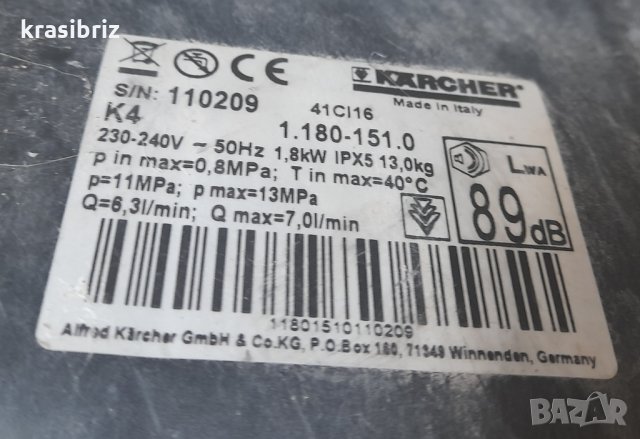 krasibriz
CE
KÄRCHER
Made in Italy
S/N: 110209
41CI16
K4
1.180-151.0
230-240V ~ 50Hz 1,8kW IPX5 13,0kg
p in max=0,8MPa; T in max=40°C
p=11MPa; p max=13MPa
Q=6,3l/min; Q max=7,0l/min
LWA
89dB
11801510110209
Alfred Kärcher GmbH & Co.KG, P.O.Box 160, 71349 Winnenden, Germany
BAZAR
bg